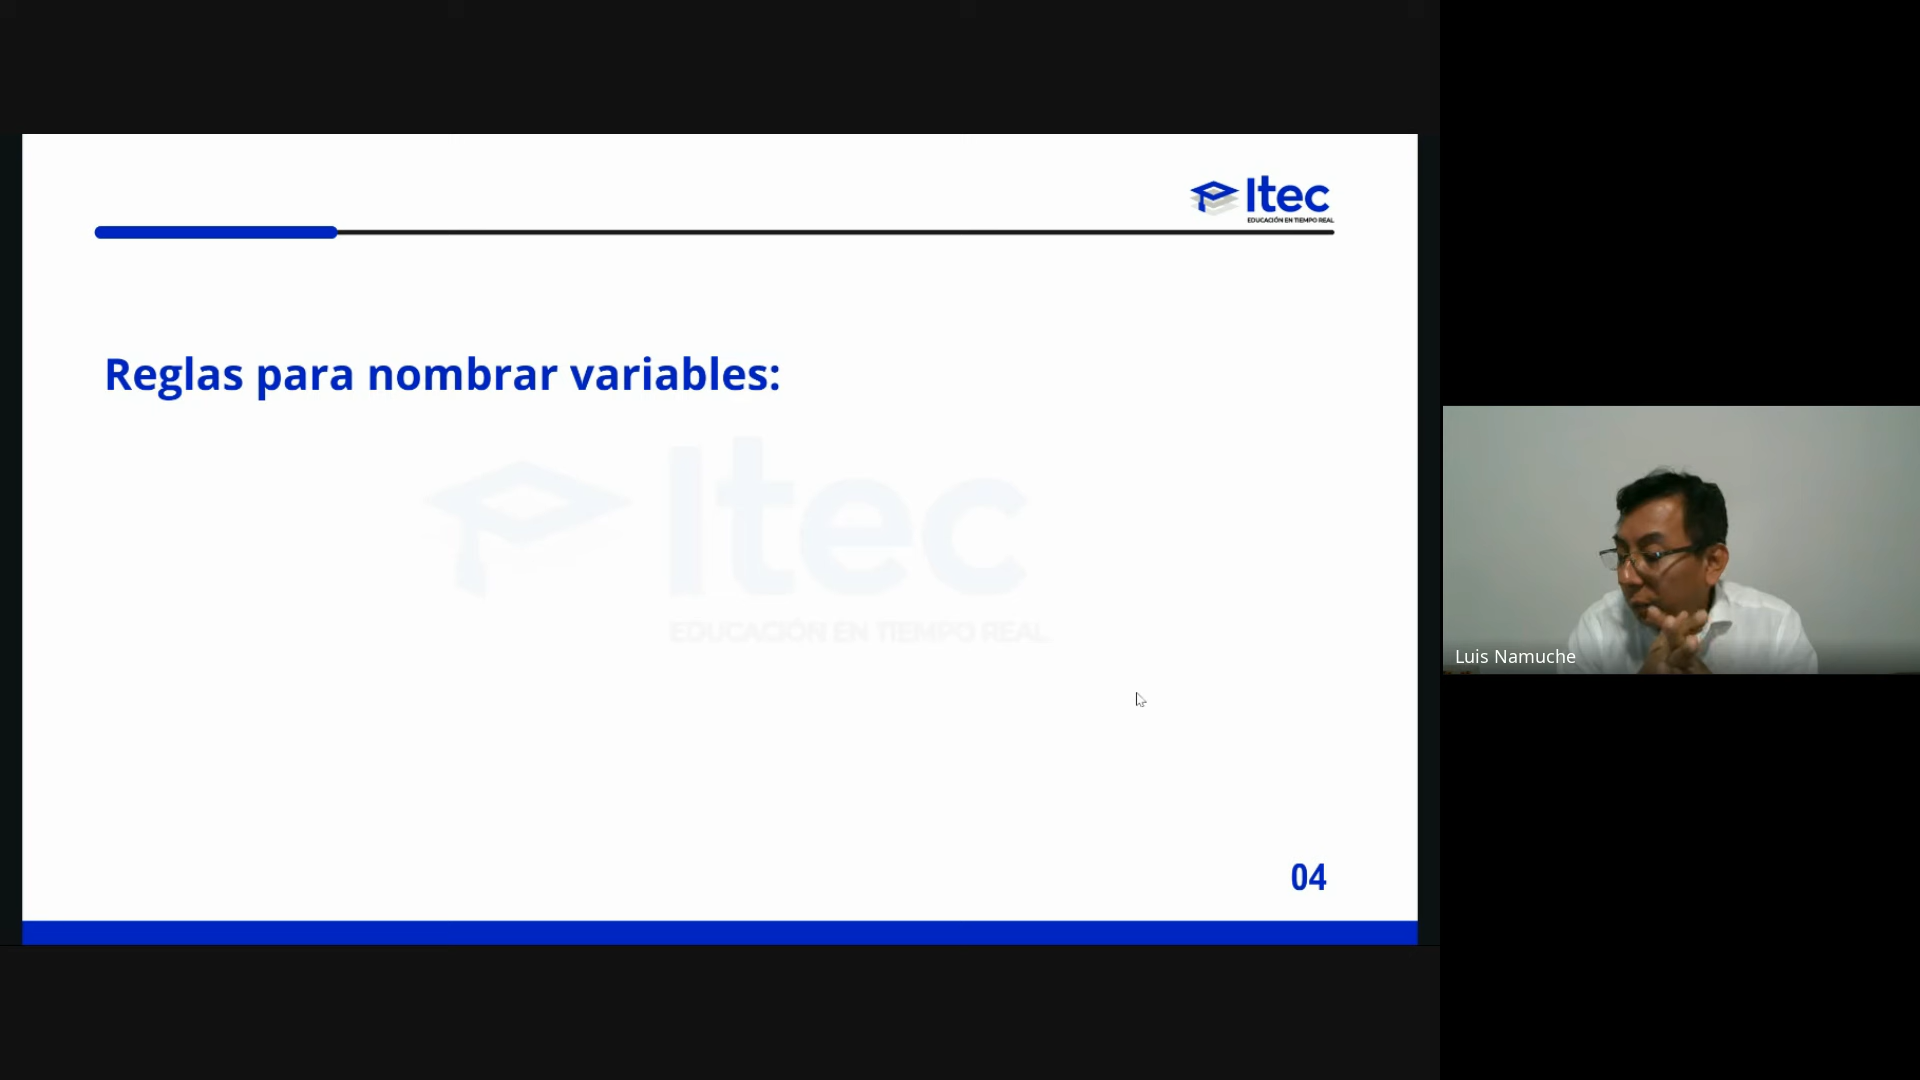 Itec
EDUCACIÓN EN TIEMPO REAL
Reglas para nombrar variables:
Itec
EDUCACIÓN EN TIEMPO REAL
04
Luis Namuche